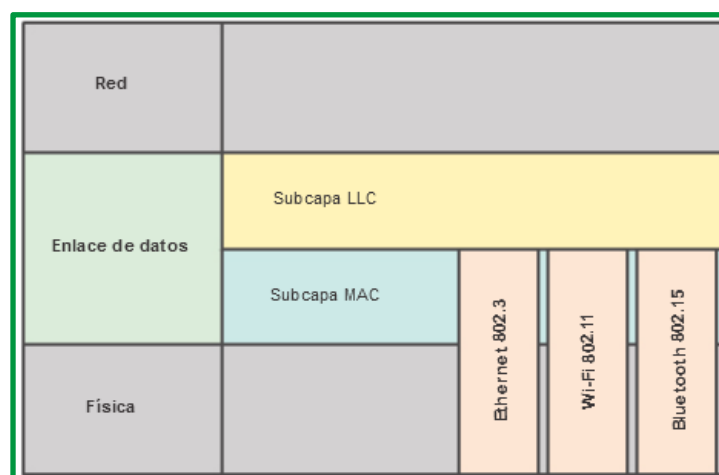 Red
Subcapa LLC
Enlace de datos
Subcapa MAC
Física
Ethernet 802.3
Wi-Fi 802.11
Bluetooth 802.15